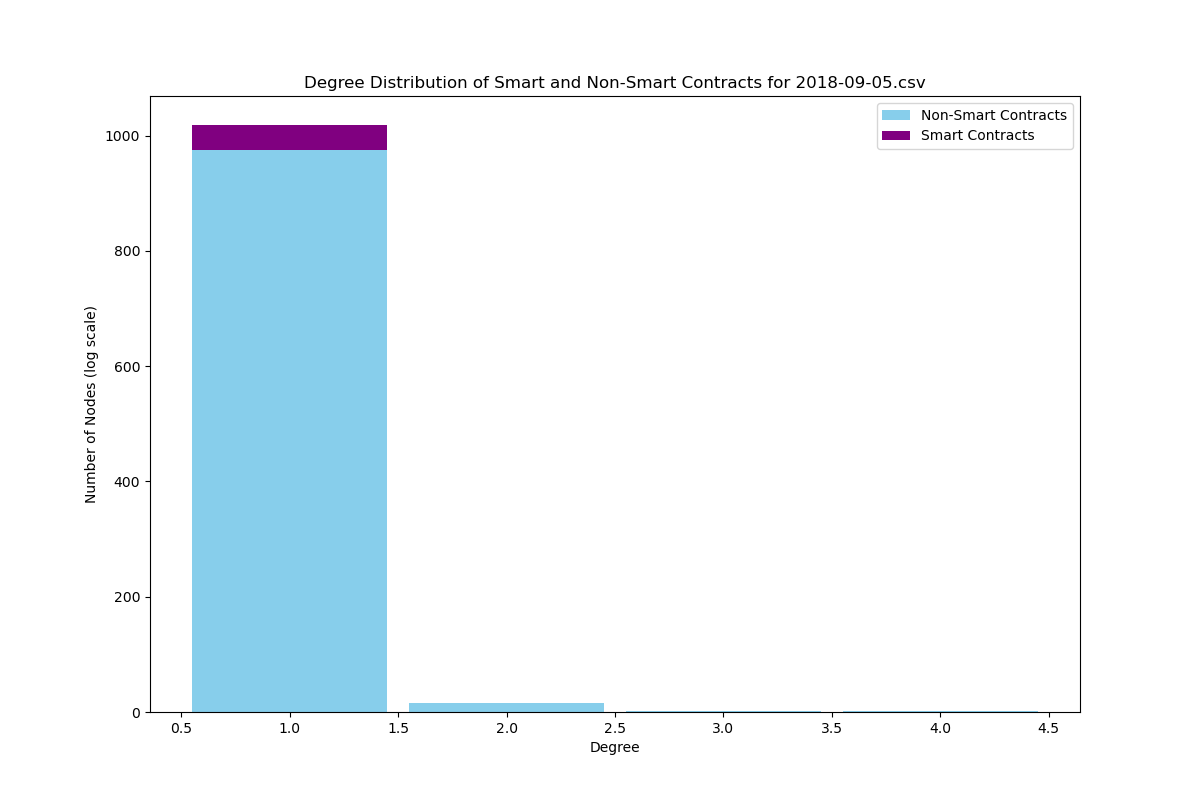 Degree Distribution of Smart and Non-Smart Contracts for 2018-09-05.csv
Non-Smart Contracts
Smart Contracts
1000
800
600
400
200
0
Number of Nodes (log scale)
0.5 1.0 1.5 2.0 2.5 3.0 3.5 4.0 4.5
Degree